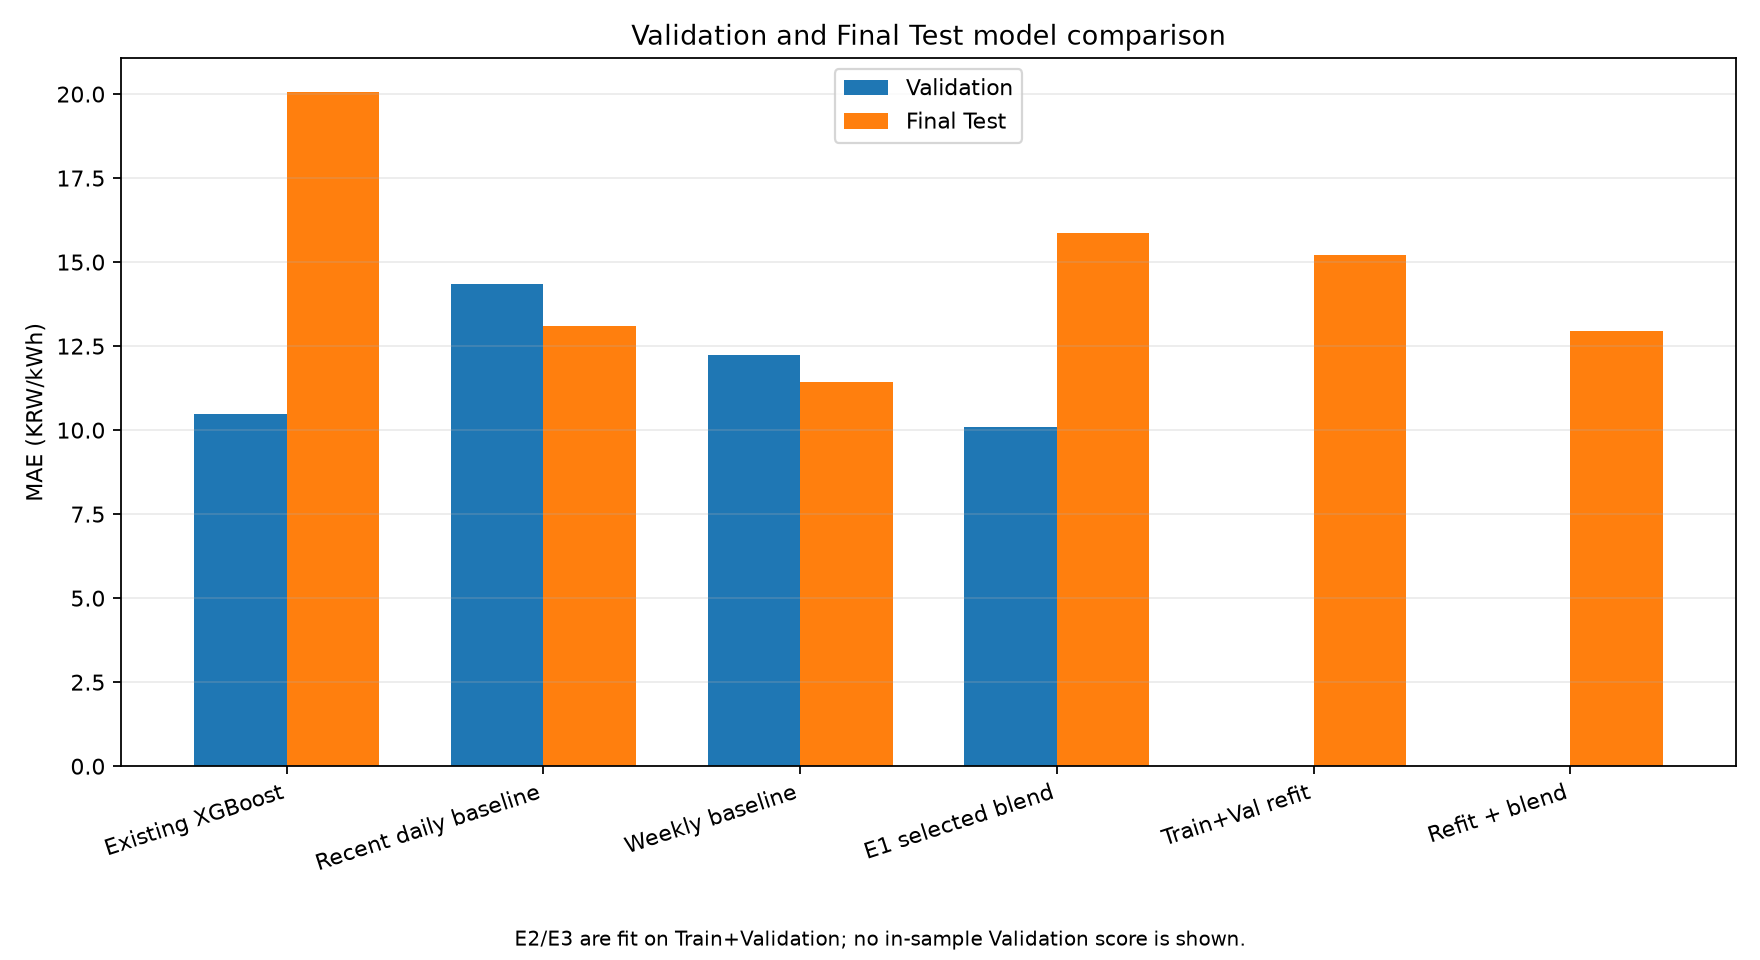 Validation and Final Test model comparison
Validation
Final Test
MAE (KRW/kWh)
20.0
17.5
15.0
12.5
10.0
7.5
5.0
2.5
0.0
Existing XGBoost
Recent daily baseline
Weekly baseline
E1 selected blend
Train+Val refit
Refit + blend
E2/E3 are fit on Train+Validation; no in-sample Validation score is shown.